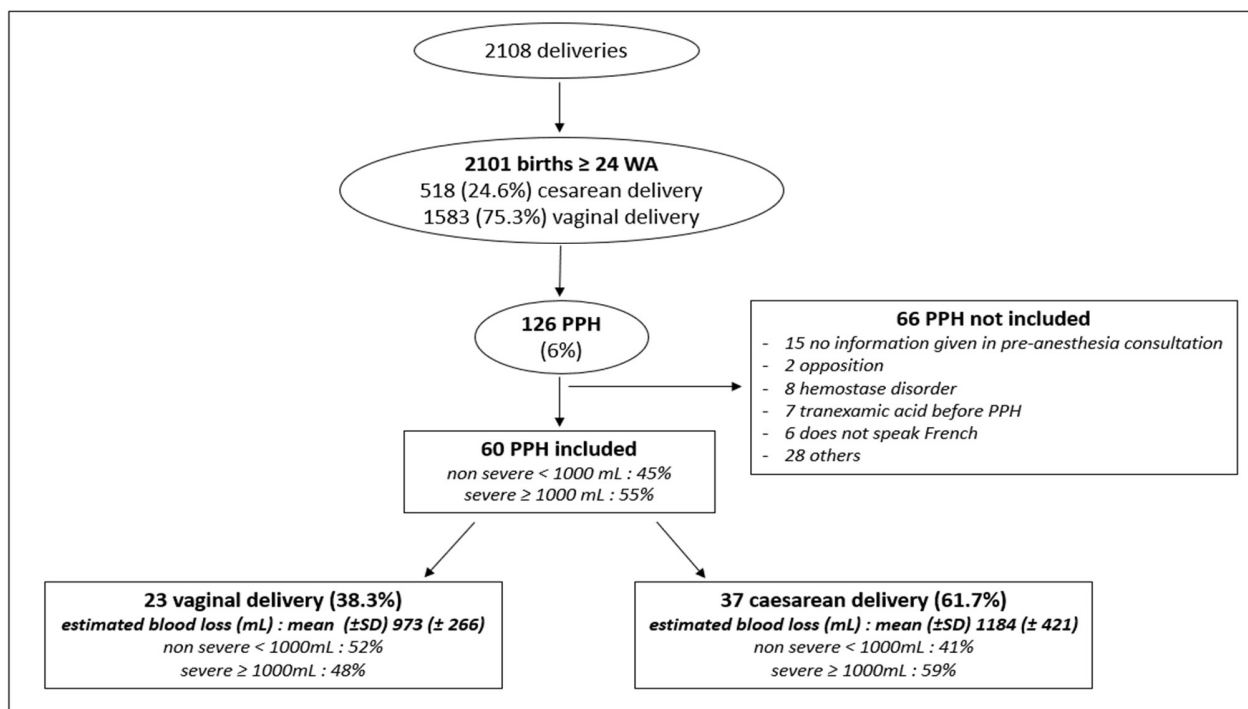 2108 deliveries
2101 births ≥ 24 WA
518 (24.6%) cesarean delivery
1583 (75.3%) vaginal delivery
126 PPH
(6%)
66 PPH not included
- 15 no information given in pre-anesthesia consultation
- 2 opposition
- 8 hemostase disorder
- 7 tranexamic acid before PPH
- 6 does not speak French
- 28 others
60 PPH included
non severe < 1000 mL : 45%
severe ≥ 1000 mL : 55%
23 vaginal delivery (38.3%)
estimated blood loss (mL) : mean (±SD) 973 (± 266)
non severe < 1000mL : 52%
severe ≥ 1000mL : 48%
37 caesarean delivery (61.7%)
estimated blood loss (mL) : mean (±SD) 1184 (± 421)
non severe < 1000mL : 41%
severe ≥ 1000mL : 59%